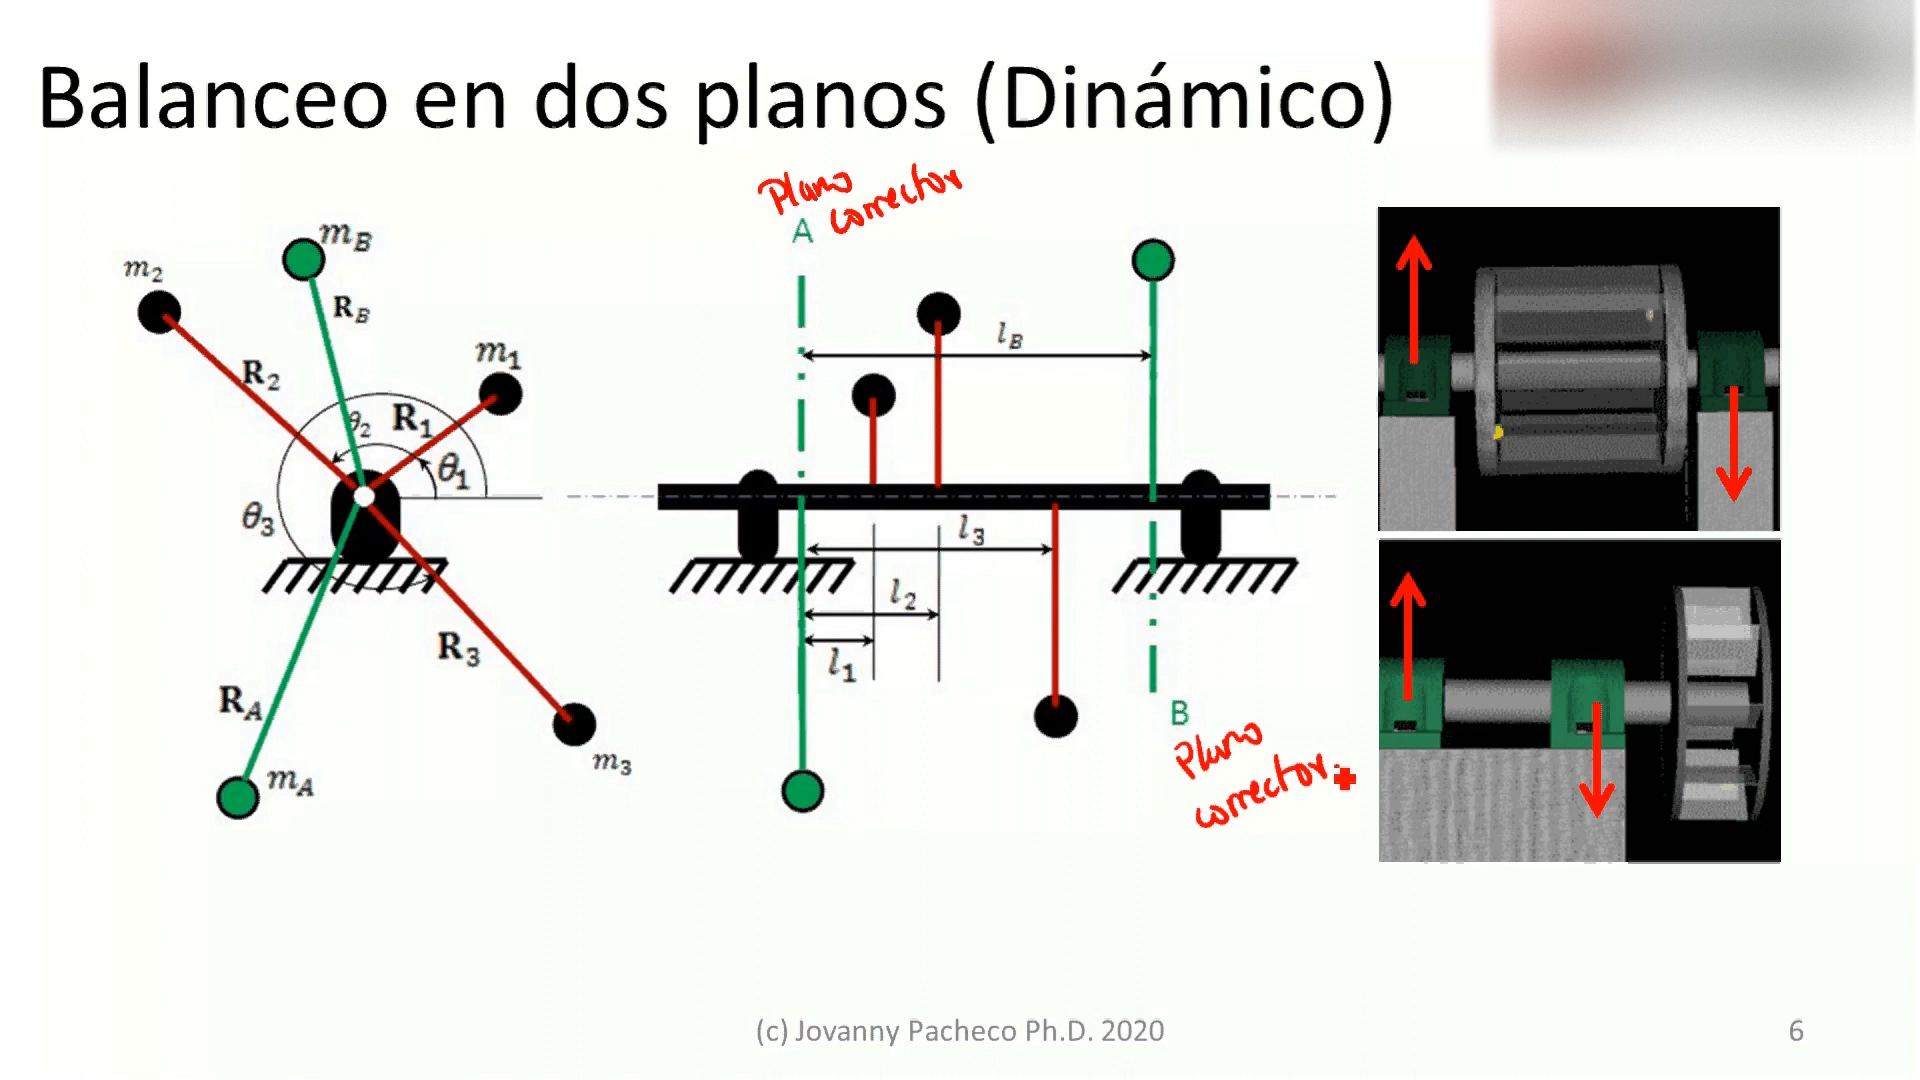 Balanceo en dos planos (Dinámico)
Plano
corrector
A
m_B
m_2
R_B
m_1
l_B
R_2
θ_2
R_1
θ_1
θ_3
l_3
l_2
R_3
l_1
R_A
B
Plano
corrector
m_3
m_A
(c) Jovanny Pacheco Ph.D. 2020
6